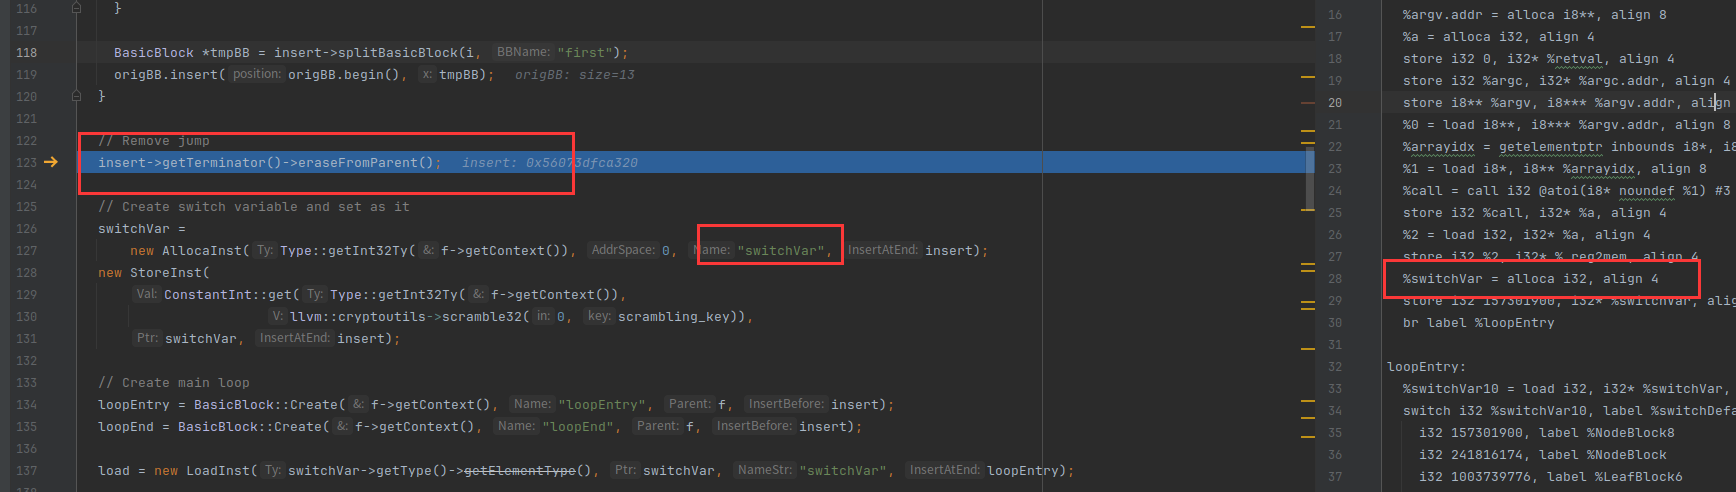 116 }
117
118 BasicBlock *tmpBB = insert->splitBasicBlock(i, BBName: "first");
119 origBB.insert( position: origBB.begin(), x: tmpBB); origBB: size=13
120 }
121
122 // Remove jump
123 insert->getTerminator()->eraseFromParent(); insert: 0x56073dfca320
124
125 // Create switch variable and set as it
126 switchVar =
127 new AllocaInst( Ty: Type::getInt32Ty( &: f->getContext()), AddrSpace: 0, Name: "switchVar", InsertAtEnd: insert);
128 new StoreInst(
129 Val: ConstantInt::get( Ty: Type::getInt32Ty( &: f->getContext()),
130 V: llvm::cryptoutils->scramble32( in: 0, key: scrambling_key)),
131 Ptr: switchVar, InsertAtEnd: insert);
132
133 // Create main loop
134 loopEntry = BasicBlock::Create( &: f->getContext(), Name: "loopEntry", Parent: f, InsertBefore: insert);
135 loopEnd = BasicBlock::Create( &: f->getContext(), Name: "loopEnd", Parent: f, InsertBefore: insert);
136
137 load = new LoadInst( Ty: switchVar->getType()->getElementType(), Ptr: switchVar, NameStr: "switchVar", InsertAtEnd: loopEntry);
16 %argv.addr = alloca i8**, align 8
17 %a = alloca i32, align 4
18 store i32 0, i32* %retval, align 4
19 store i32 %argc, i32* %argc.addr, align 4
20 store i8** %argv, i8*** %argv.addr, align
21 %0 = load i8**, i8*** %argv.addr, align 8
22 %arrayidx = getelementptr inbounds i8*, i8
23 %1 = load i8*, i8** %arrayidx, align 8
24 %call = call i32 @atoi(i8* noundef %1) #3
25 store i32 %call, i32* %a, align 4
26 %2 = load i32, i32* %a, align 4
27 store i32 %2, i32* %.reg2mem, align 4
28 %switchVar = alloca i32, align 4
29 store i32 157301900, i32* %switchVar, alig
30 br label %loopEntry
31
32 loopEntry:
33 %switchVar10 = load i32, i32* %switchVar,
34 switch i32 %switchVar10, label %switchDefa
35 i32 157301900, label %NodeBlock8
36 i32 241816174, label %NodeBlock
37 i32 1003739776, label %LeafBlock6